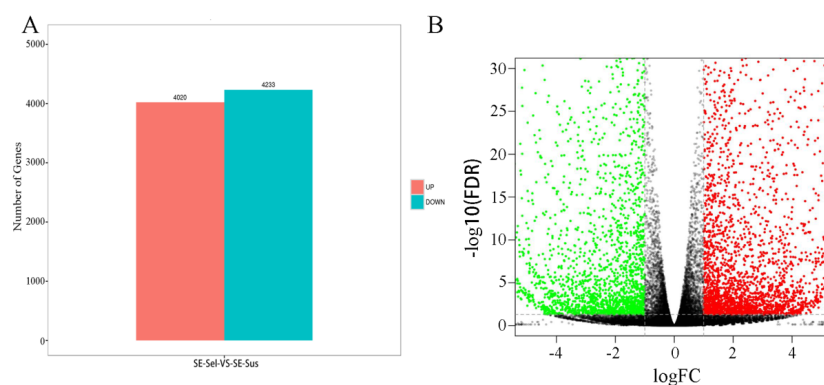 A
5000
4000
3000
2000
1000
0
Number of Genes
4020
4233
SE-Sel-VS-SE-Sus
UP
DOWN
B
30
25
20
15
10
5
0
-log10(FDR)
-4 -2 0 2 4
logFC